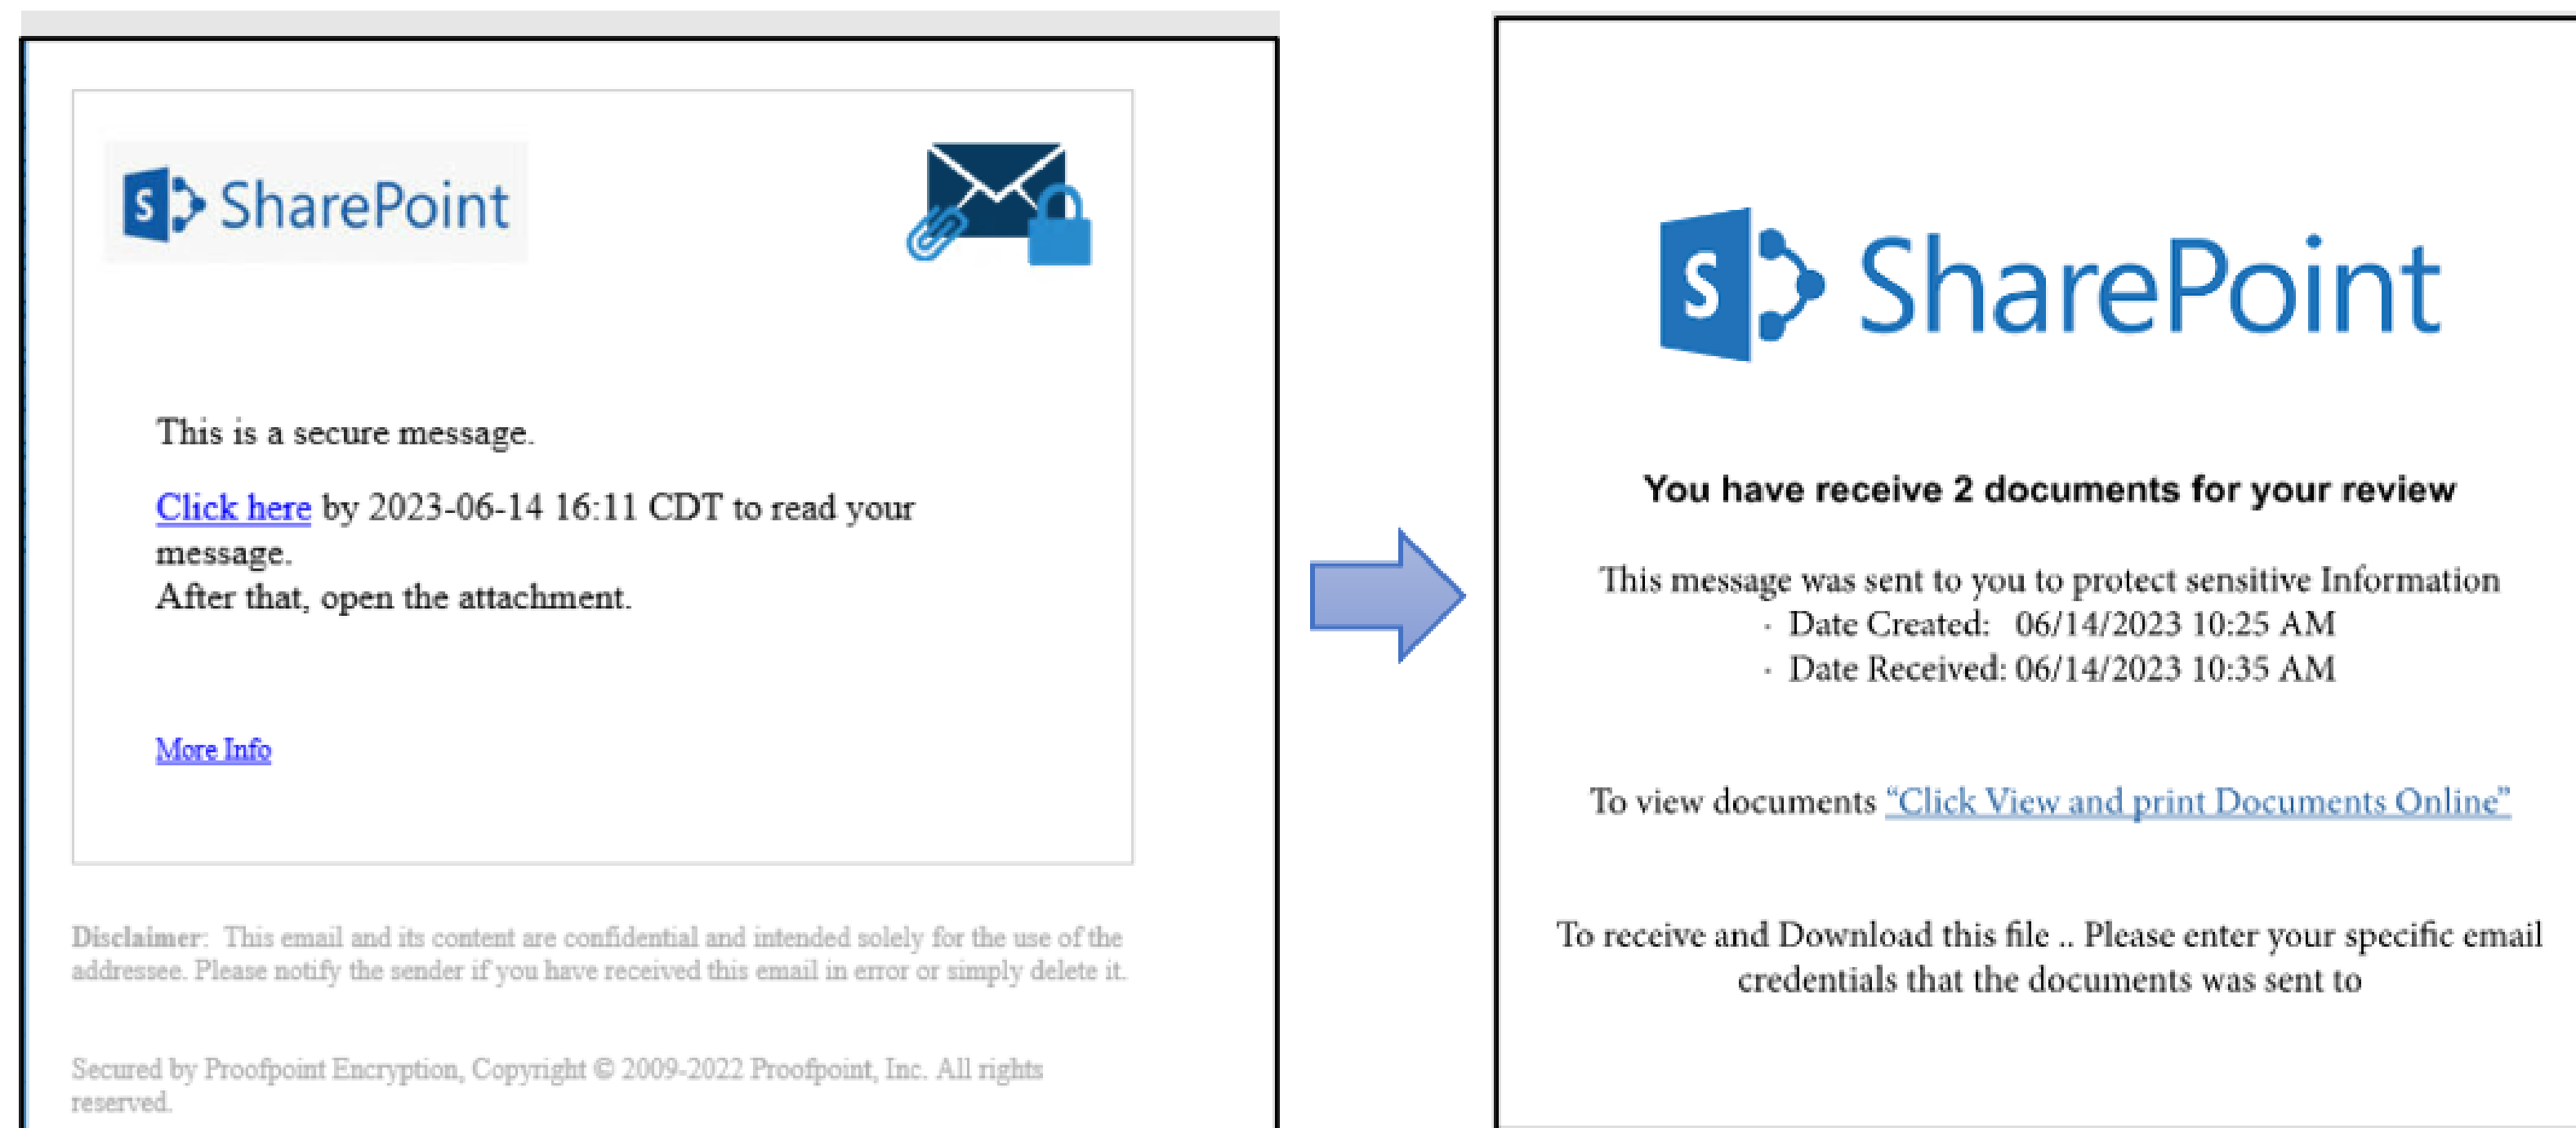 SharePoint
This is a secure message.
Click here by 2023-06-14 16:11 CDT to read your
message.
After that, open the attachment.
More Info
Disclaimer: This email and its content are confidential and intended solely for the use of the
addressee. Please notify the sender if you have received this email in error or simply delete it.
Secured by Proofpoint Encryption, Copyright © 2009-2022 Proofpoint, Inc. All rights
reserved.
SharePoint
You have receive 2 documents for your review
This message was sent to you to protect sensitive Information
· Date Created: 06/14/2023 10:25 AM
· Date Received: 06/14/2023 10:35 AM
To view documents “Click View and print Documents Online”
To receive and Download this file .. Please enter your specific email
credentials that the documents was sent to